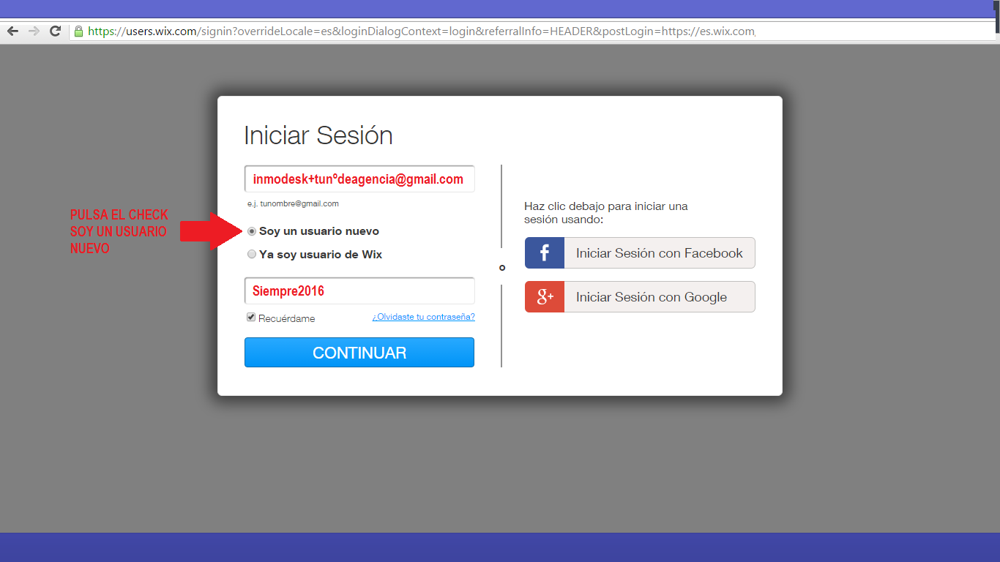 https://users.wix.com/signin?overrideLocale=es&loginDialogContext=login&referralInfo=HEADER&postLogin=https://es.wix.com,
Iniciar Sesión
inmodesk+tunºdeagencia@gmail.com
e.j. tunombre@gmail.com
PULSA EL CHECK
SOY UN USUARIO
NUEVO
Soy un usuario nuevo
Ya soy usuario de Wix
Siempre2016
Recuérdame
¿Olvidaste tu contraseña?
CONTINUAR
o
Haz clic debajo para iniciar una
sesión usando:
f
Iniciar Sesión con Facebook
g+
Iniciar Sesión con Google